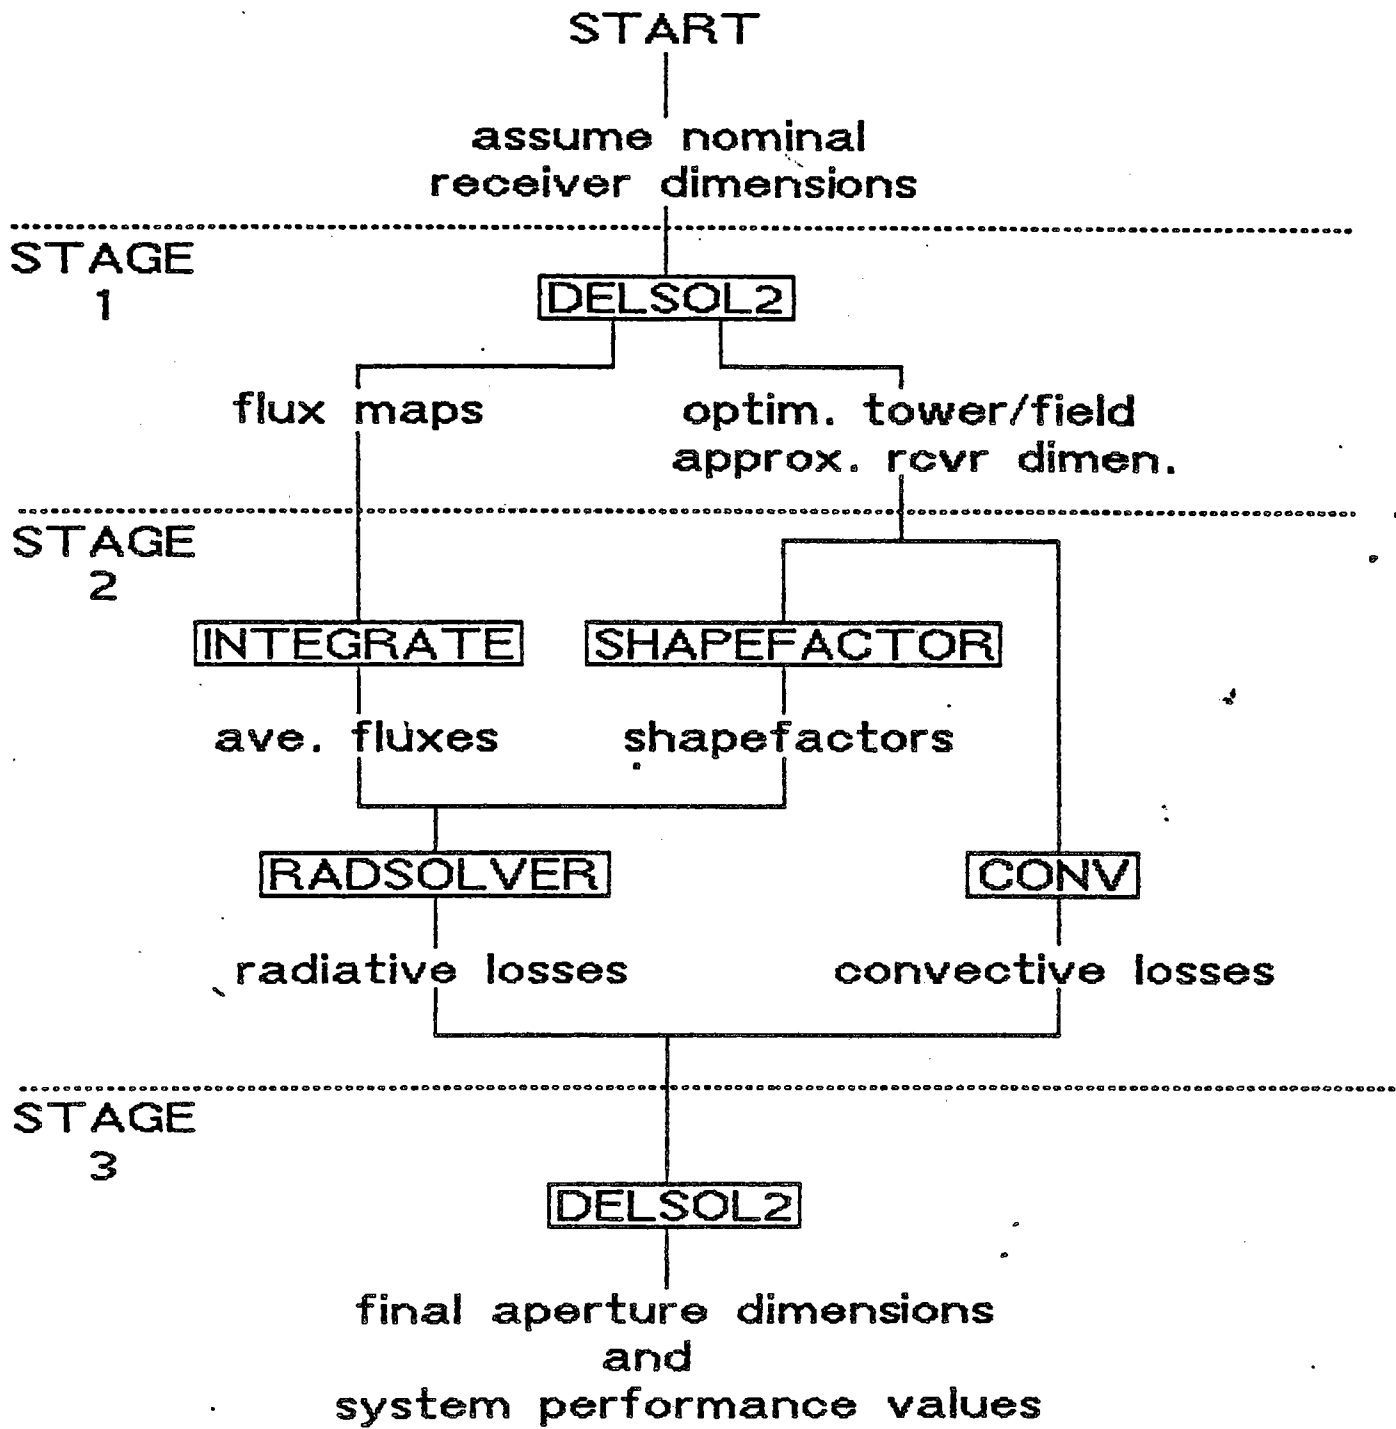 START
assume nominal
receiver dimensions
STAGE
1
DELSOL2
flux maps
optim. tower/field
approx. rcvr dimen.
STAGE
2
INTEGRATE
SHAPEFACTOR
ave. fluxes
shapefactors
RADSOLVER
CONV
radiative losses
convective losses
STAGE
3
DELSOL2
final aperture dimensions
and
system performance values